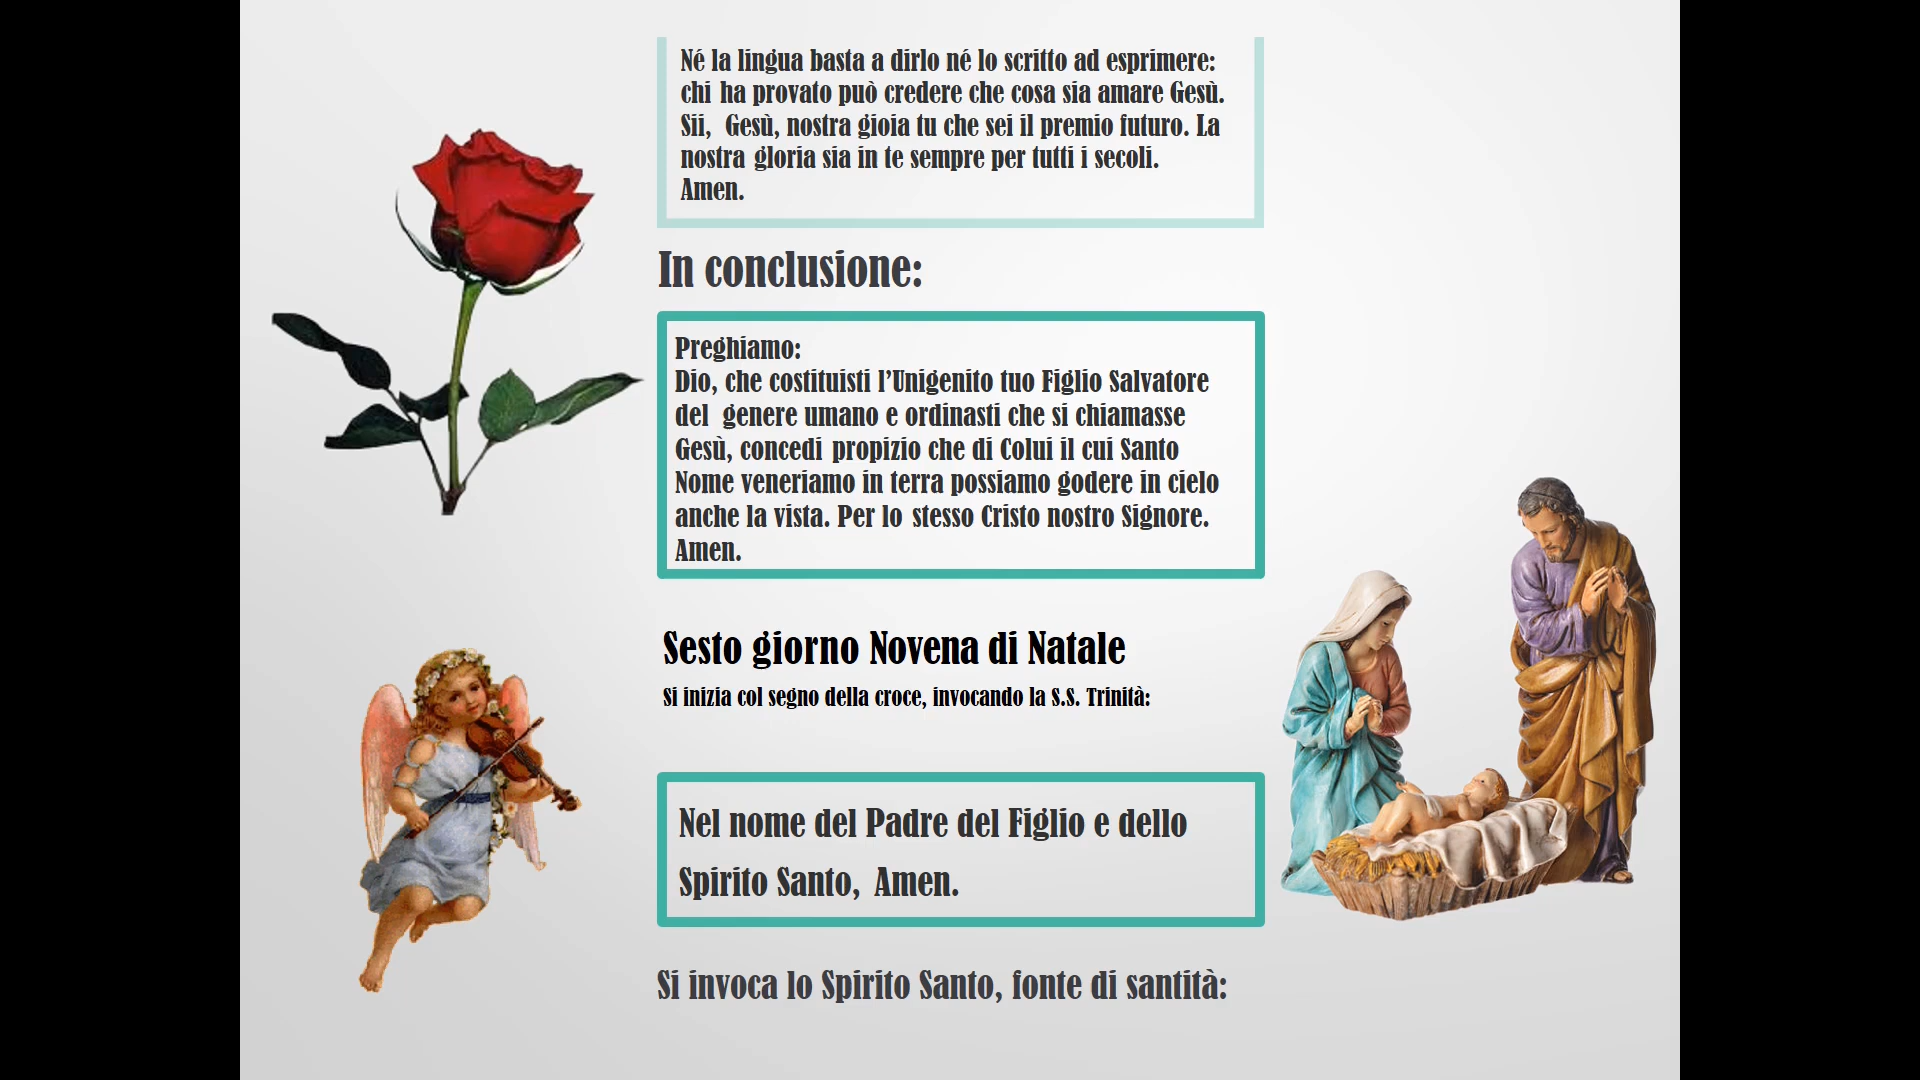 Né la lingua basta a dirlo né lo scritto ad esprimere:
chi ha provato può credere che cosa sia amare Gesù.
Sii, Gesù, nostra gioia tu che sei il premio futuro. La
nostra gloria sia in te sempre per tutti i secoli.
Amen.
In conclusione:
Preghiamo:
Dio, che costituisti l’Unigenito tuo Figlio Salvatore
del genere umano e ordinasti che si chiamasse
Gesù, concedi propizio che di Colui il cui Santo
Nome veneriamo in terra possiamo godere in cielo
anche la vista. Per lo stesso Cristo nostro Signore.
Amen.
Sesto giorno Novena di Natale
Si inizia col segno della croce, invocando la S.S. Trinità:
Nel nome del Padre del Figlio e dello
Spirito Santo, Amen.
Si invoca lo Spirito Santo, fonte di santità: